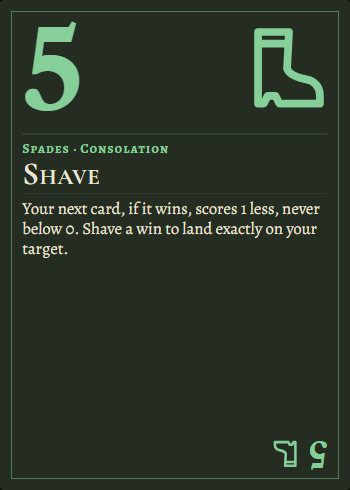 5
Spades · Consolation
Shave
Your next card, if it wins, scores 1 less, never
below 0. Shave a win to land exactly on your
target.
5